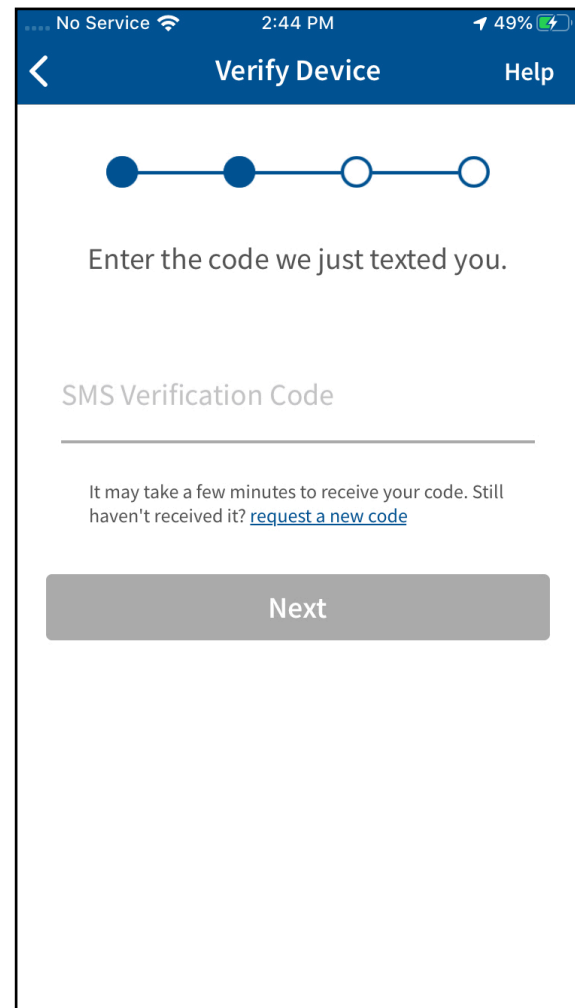 No Service 2:44 PM 49%
Verify Device Help
Enter the code we just texted you.
SMS Verification Code
It may take a few minutes to receive your code. Still
haven't received it? request a new code
Next